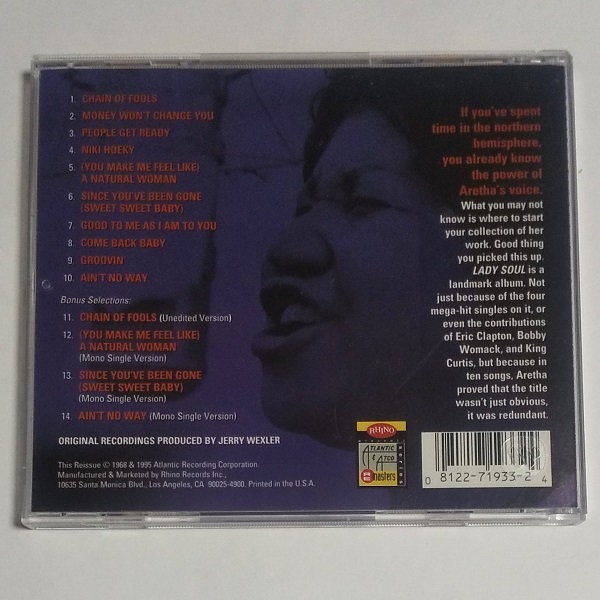 1. CHAIN OF FOOLS
2. MONEY WON'T CHANGE YOU
3. PEOPLE GET READY
4. NIKI HOEKY
5. (YOU MAKE ME FEEL LIKE)
A NATURAL WOMAN
6. SINCE YOU'VE BEEN GONE
(SWEET SWEET BABY)
7. GOOD TO ME AS I AM TO YOU
8. COME BACK BABY
9. GROOVIN'
10. AIN'T NO WAY
Bonus Selections:
11. CHAIN OF FOOLS (Unedited Version)
12. (YOU MAKE ME FEEL LIKE)
A NATURAL WOMAN
(Mono Single Version)
13. SINCE YOU'VE BEEN GONE
(SWEET SWEET BABY)
(Mono Single Version)
14. AIN'T NO WAY (Mono Single Version)
ORIGINAL RECORDINGS PRODUCED BY JERRY WEXLER
This Reissue © 1968 & 1995 Atlantic Recording Corporation.
Manufactured & Marketed by Rhino Records Inc.,
10635 Santa Monica Blvd., Los Angeles, CA 90025-4900. Printed in the U.S.A.
If you've spent
time in the northern
hemisphere,
you already know
the power of
Aretha's voice.
What you may not
know is where to start
your collection of her
work. Good thing
you picked this up.
LADY SOUL is a
landmark album. Not
just because of the four
mega-hit singles on it, or
even the contributions
of Eric Clapton, Bobby
Womack, and King
Curtis, but because in
ten songs, Aretha
proved that the title
wasn't just obvious,
it was redundant.
RHINO
ATLANTIC
& ATCO
masters
0 8122-71933-2 4